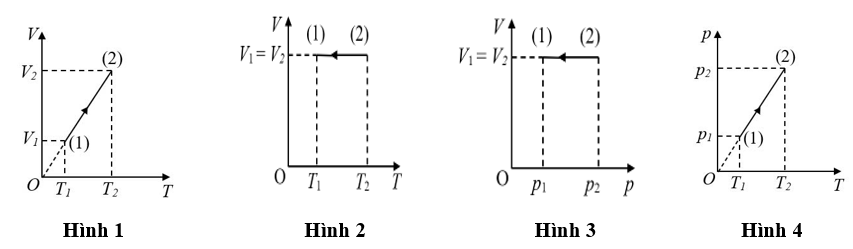 V
(2)
V₂
V₁
(1)
O
T₁
T₂
T
Hình 1
V
(1)
(2)
V₁ = V₂
O
T₁
T₂
T
Hình 2
V
(1)
(2)
V₁ = V₂
O
p₁
p₂
p
Hình 3
p
(2)
p₂
p₁
(1)
O
T₁
T₂
T
Hình 4